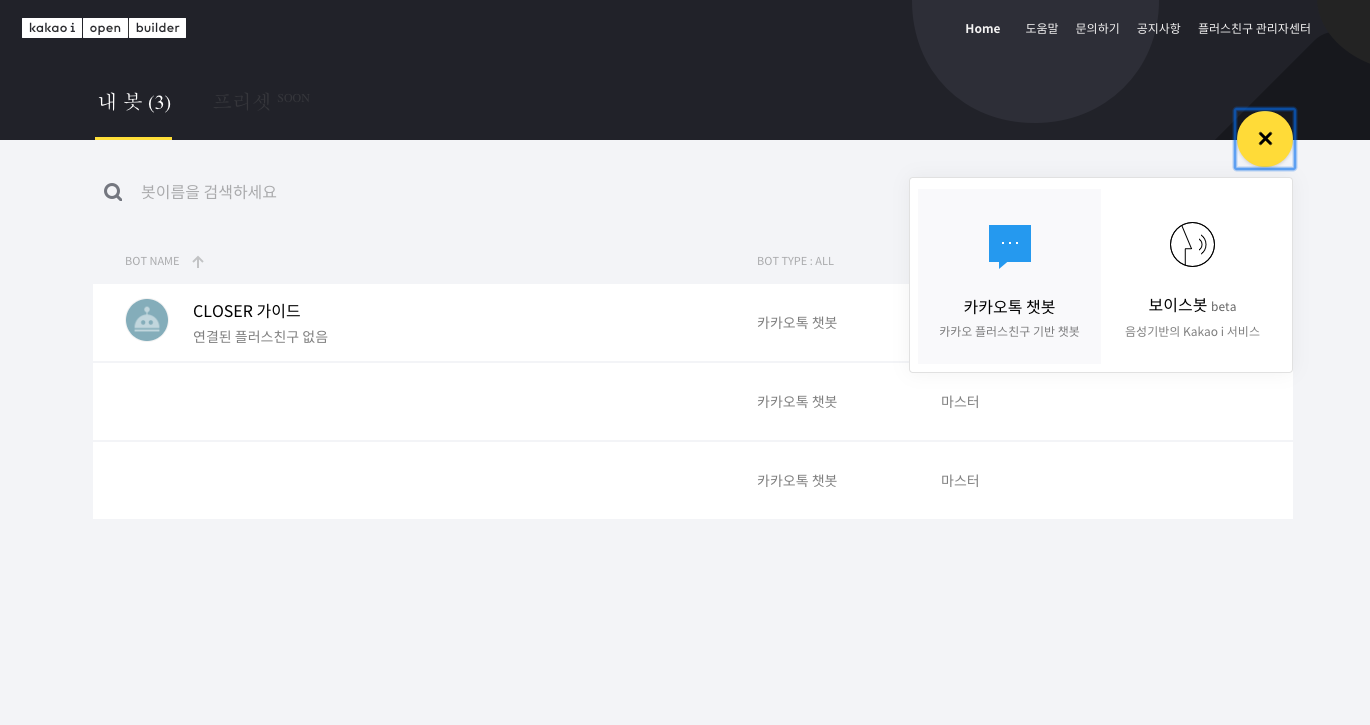 kakao i open builder
Home 도움말 문의하기 공지사항 플러스친구 관리자센터
내 봇 (3) 프리셋 SOON
봇이름을 검색하세요
BOT NAME BOT TYPE : ALL
CLOSER 가이드
연결된 플러스친구 없음
카카오톡 챗봇
카카오톡 챗봇
카카오 플러스친구 기반 챗봇
보이스봇 beta
음성기반의 Kakao i 서비스
카카오톡 챗봇 마스터
카카오톡 챗봇 마스터